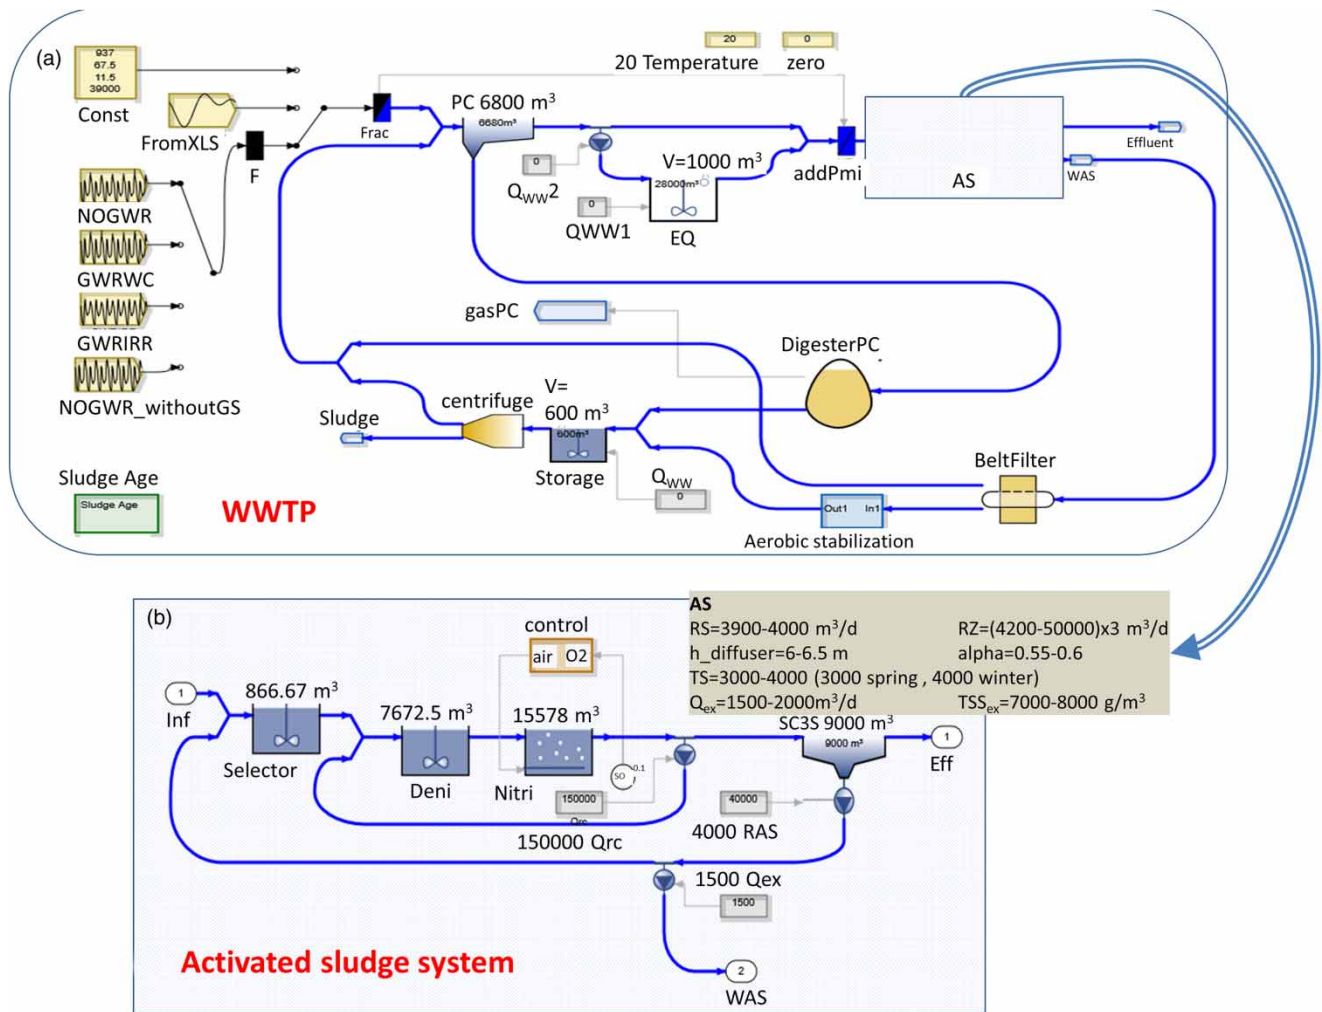 (a)
937
67.5
11.5
39000
Const
FromXLS
F
NOGWR
GWRWC
GWRIRR
NOGWR_withoutGS
Sludge Age
Sludge Age
WWTP
20
0
20 Temperature
zero
Frac
PC 6800 m³
6680m³
0
Q_WW2
0
QWW1
V=1000 m³
28000m³
EQ
addPmi
AS
Effluent
WAS
gasPC
DigesterPC
centrifuge
V=
600 m³
600m³
Sludge
Storage
Q_WW
0
BeltFilter
Out1 In1
Aerobic stabilization
(b)
AS
RS=3900-4000 m³/d RZ=(4200-50000)x3 m³/d
h_diffuser=6-6.5 m alpha=0.55-0.6
TS=3000-4000 (3000 spring , 4000 winter)
Q_ex=1500-2000m³/d TSS_ex=7000-8000 g/m³
control
air O2
1
Inf
866.67 m³
Selector
7672.5 m³
Deni
15578 m³
Nitri
SO
0.1
150000
Qrc
150000 Qrc
SC3S 9000 m³
9000 m³
1
Eff
40000
4000 RAS
1500 Qex
1500
2
WAS
Activated sludge system